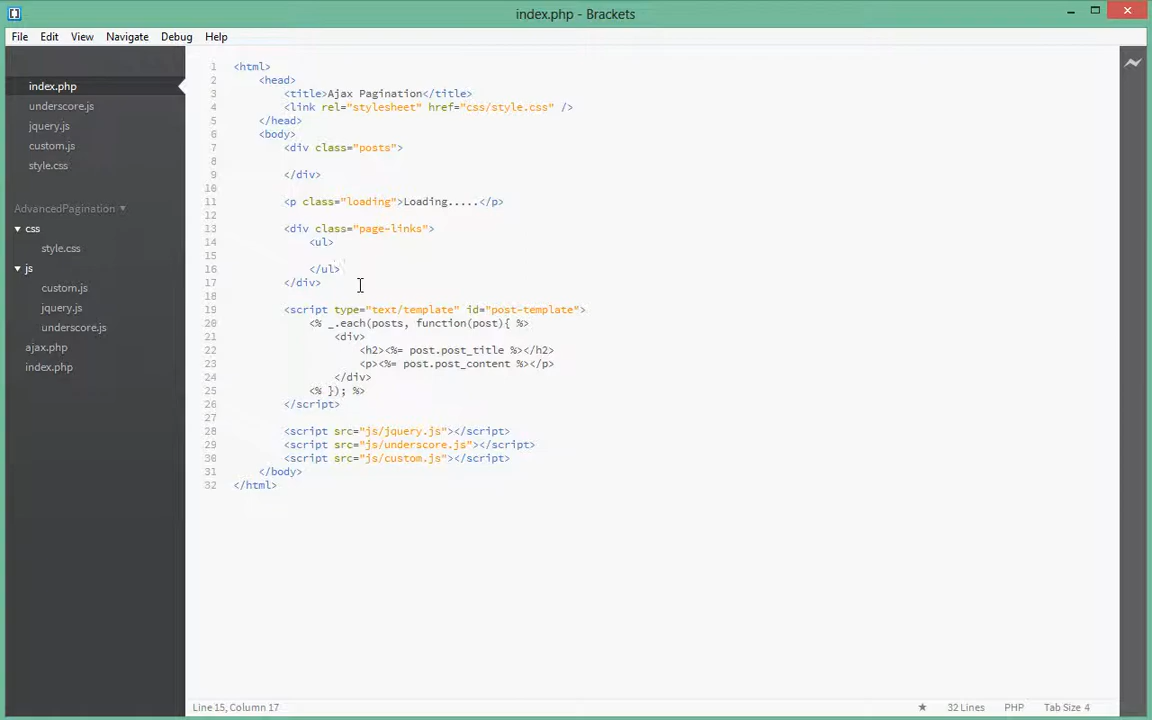 index.php - Brackets
File Edit View Navigate Debug Help
index.php
underscore.js
jquery.js
custom.js
style.css
AdvancedPagination
css
style.css
js
custom.js
jquery.js
underscore.js
ajax.php
index.php
1 <html>
2 <head>
3 <title>Ajax Pagination</title>
4 <link rel="stylesheet" href="css/style.css" />
5 </head>
6 <body>
7 <div class="posts">
8
9 </div>
10
11 <p class="loading">Loading.....</p>
12
13 <div class="page-links">
14 <ul>
15
16 </ul>
17 </div>
18
19 <script type="text/template" id="post-template">
20 <% _.each(posts, function(post){ %>
21 <div>
22 <h2><%= post.post_title %></h2>
23 <p><%= post.post_content %></p>
24 </div>
25 <% }); %>
26 </script>
27
28 <script src="js/jquery.js"></script>
29 <script src="js/underscore.js"></script>
30 <script src="js/custom.js"></script>
31 </body>
32 </html>
Line 15, Column 17 32 Lines PHP Tab Size 4